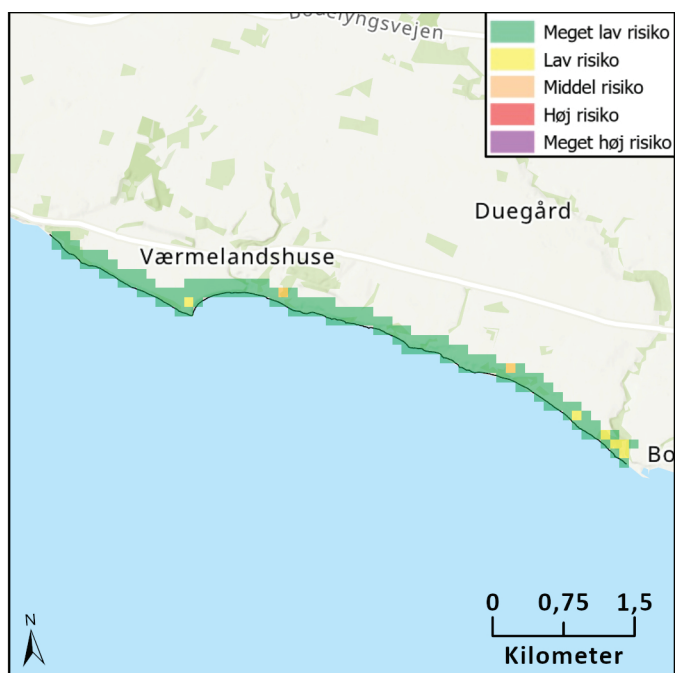 Meget lav risiko
Lav risiko
Middel risiko
Høj risiko
Meget høj risiko
Duegård
Værmelandshuse
Bo
N
0 0,75 1,5
Kilometer